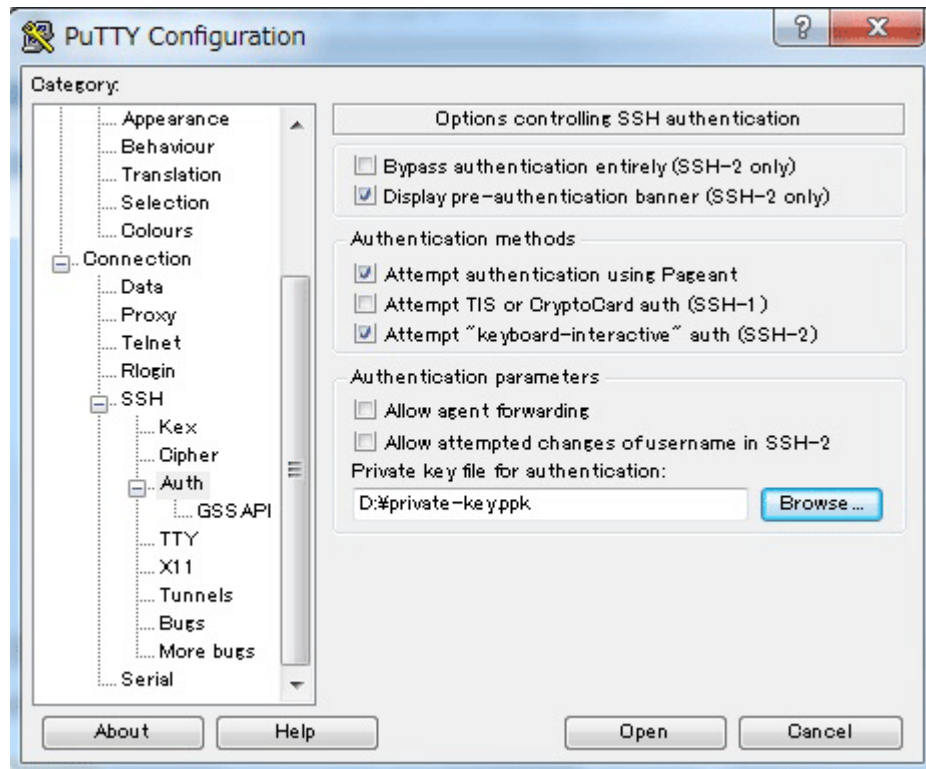 PuTTY Configuration
Category:
Appearance
Behaviour
Translation
Selection
Colours
Connection
Data
Proxy
Telnet
Rlogin
SSH
Kex
Cipher
Auth
GSSAPI
TTY
X11
Tunnels
Bugs
More bugs
Serial
Options controlling SSH authentication
Bypass authentication entirely (SSH-2 only)
Display pre-authentication banner (SSH-2 only)
Authentication methods
Attempt authentication using Pageant
Attempt TIS or CryptoCard auth (SSH-1)
Attempt "keyboard-interactive" auth (SSH-2)
Authentication parameters
Allow agent forwarding
Allow attempted changes of username in SSH-2
Private key file for authentication:
D:¥private-key.ppk Browse...
About Help Open Cancel